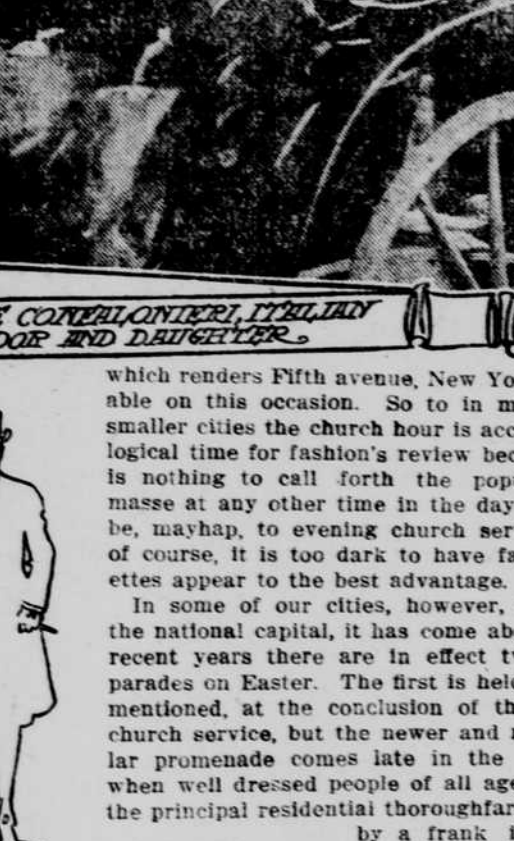 E CONFALONIERI, ITALIAN
DOR AND DAUGHTER
which renders Fifth avenue, New Yo
able on this occasion. So to in m
smaller cities the church hour is acc
logical time for fashion's review bec
is nothing to call forth the popu
masse at any other time in the day
be, mayhap, to evening church ser
of course, it is too dark to have fa
ettes appear to the best advantage.
In some of our cities, however,
the national capital, it has come ab
recent years there are in effect tw
parades on Easter. The first is held
mentioned, at the conclusion of th
church service, but the newer and m
lar promenade comes late in the
when well dressed people of all age
the principal residential thoroughfar
by a frank i